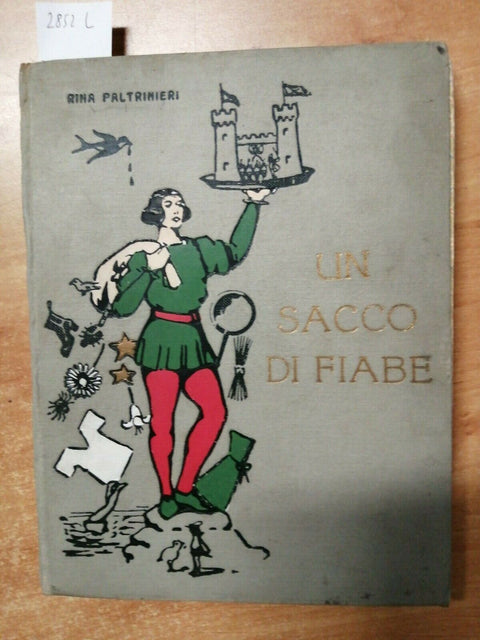 2852 L
RINA PALTRINIERI
UN
SACCO
DI FIABE